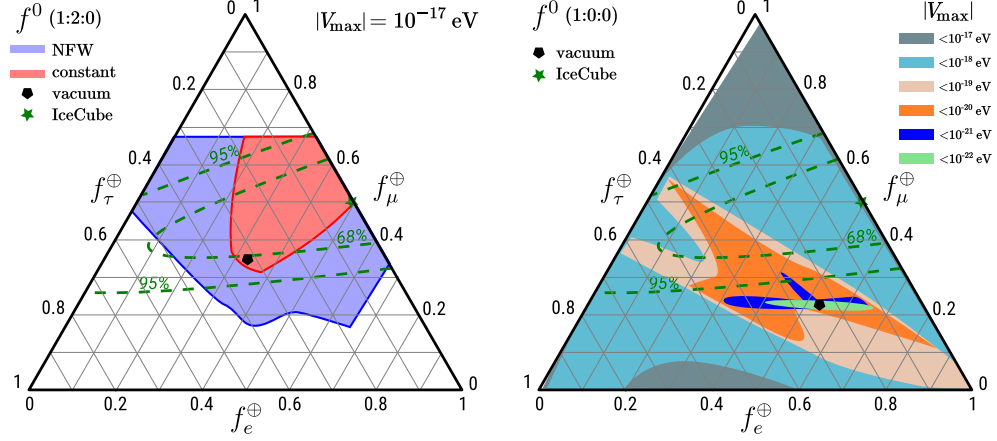 f⁰ (1:2:0)
|V_max| = 10⁻¹⁷ eV
NFW
constant
vacuum
IceCube
0
1
0.2
0.8
0.4
0.6
0.6
0.4
0.8
0.2
1
0
0
0.2
0.4
0.6
0.8
1
f_τ^⊕
f_μ^⊕
f_e^⊕
95%
68%
95%
f⁰ (1:0:0)
vacuum
IceCube
|V_max|
<10⁻¹⁷ eV
<10⁻¹⁸ eV
<10⁻¹⁹ eV
<10⁻²⁰ eV
<10⁻²¹ eV
<10⁻²² eV
0
1
0.2
0.8
0.4
0.6
0.6
0.4
0.8
0.2
1
0
0
0.2
0.4
0.6
0.8
1
f_τ^⊕
f_μ^⊕
f_e^⊕
95%
68%
95%